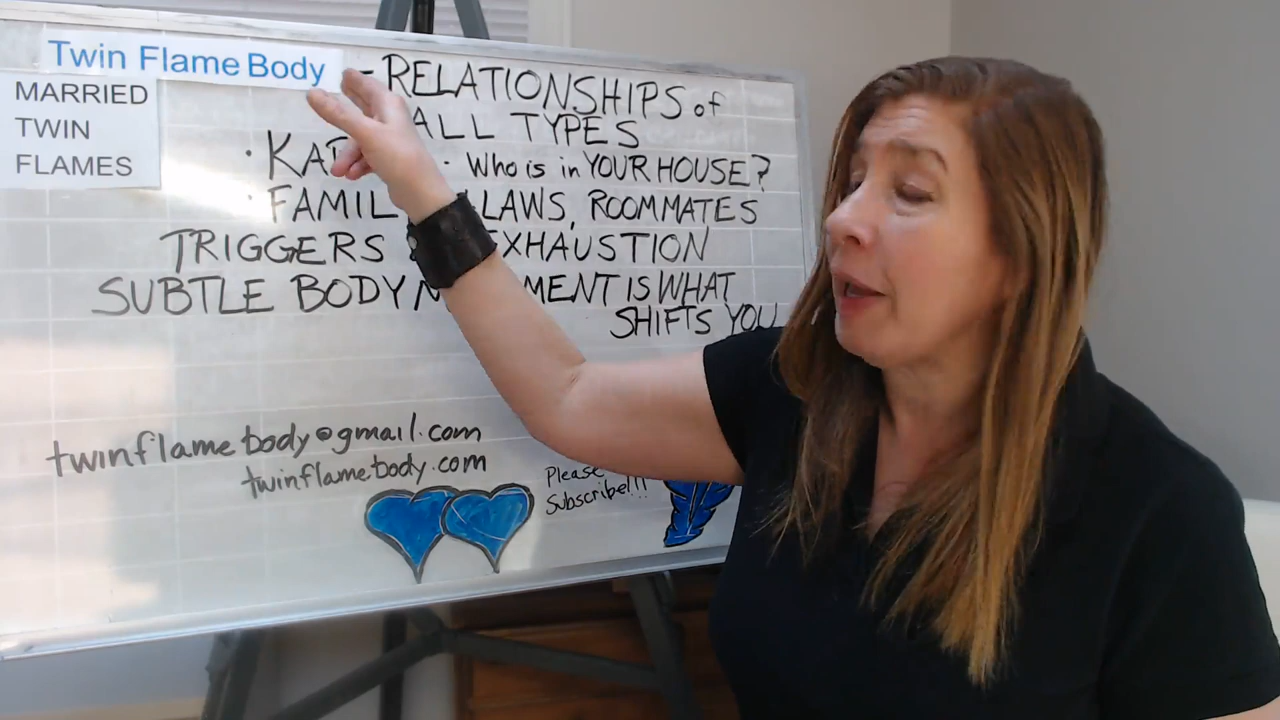 Twin Flame Body
MARRIED
TWIN
FLAMES
- RELATIONSHIPS of
ALL TYPES
• KA
• Who is in YOUR HOUSE?
• FAMIL LAWS, ROOMMATES
TRIGGERS EXHAUSTION
SUBTLE BODY M MENT IS WHAT
SHIFTS YOU
twinflamebody@gmail.com
twinflamebody.com
Please
Subscribe!!!